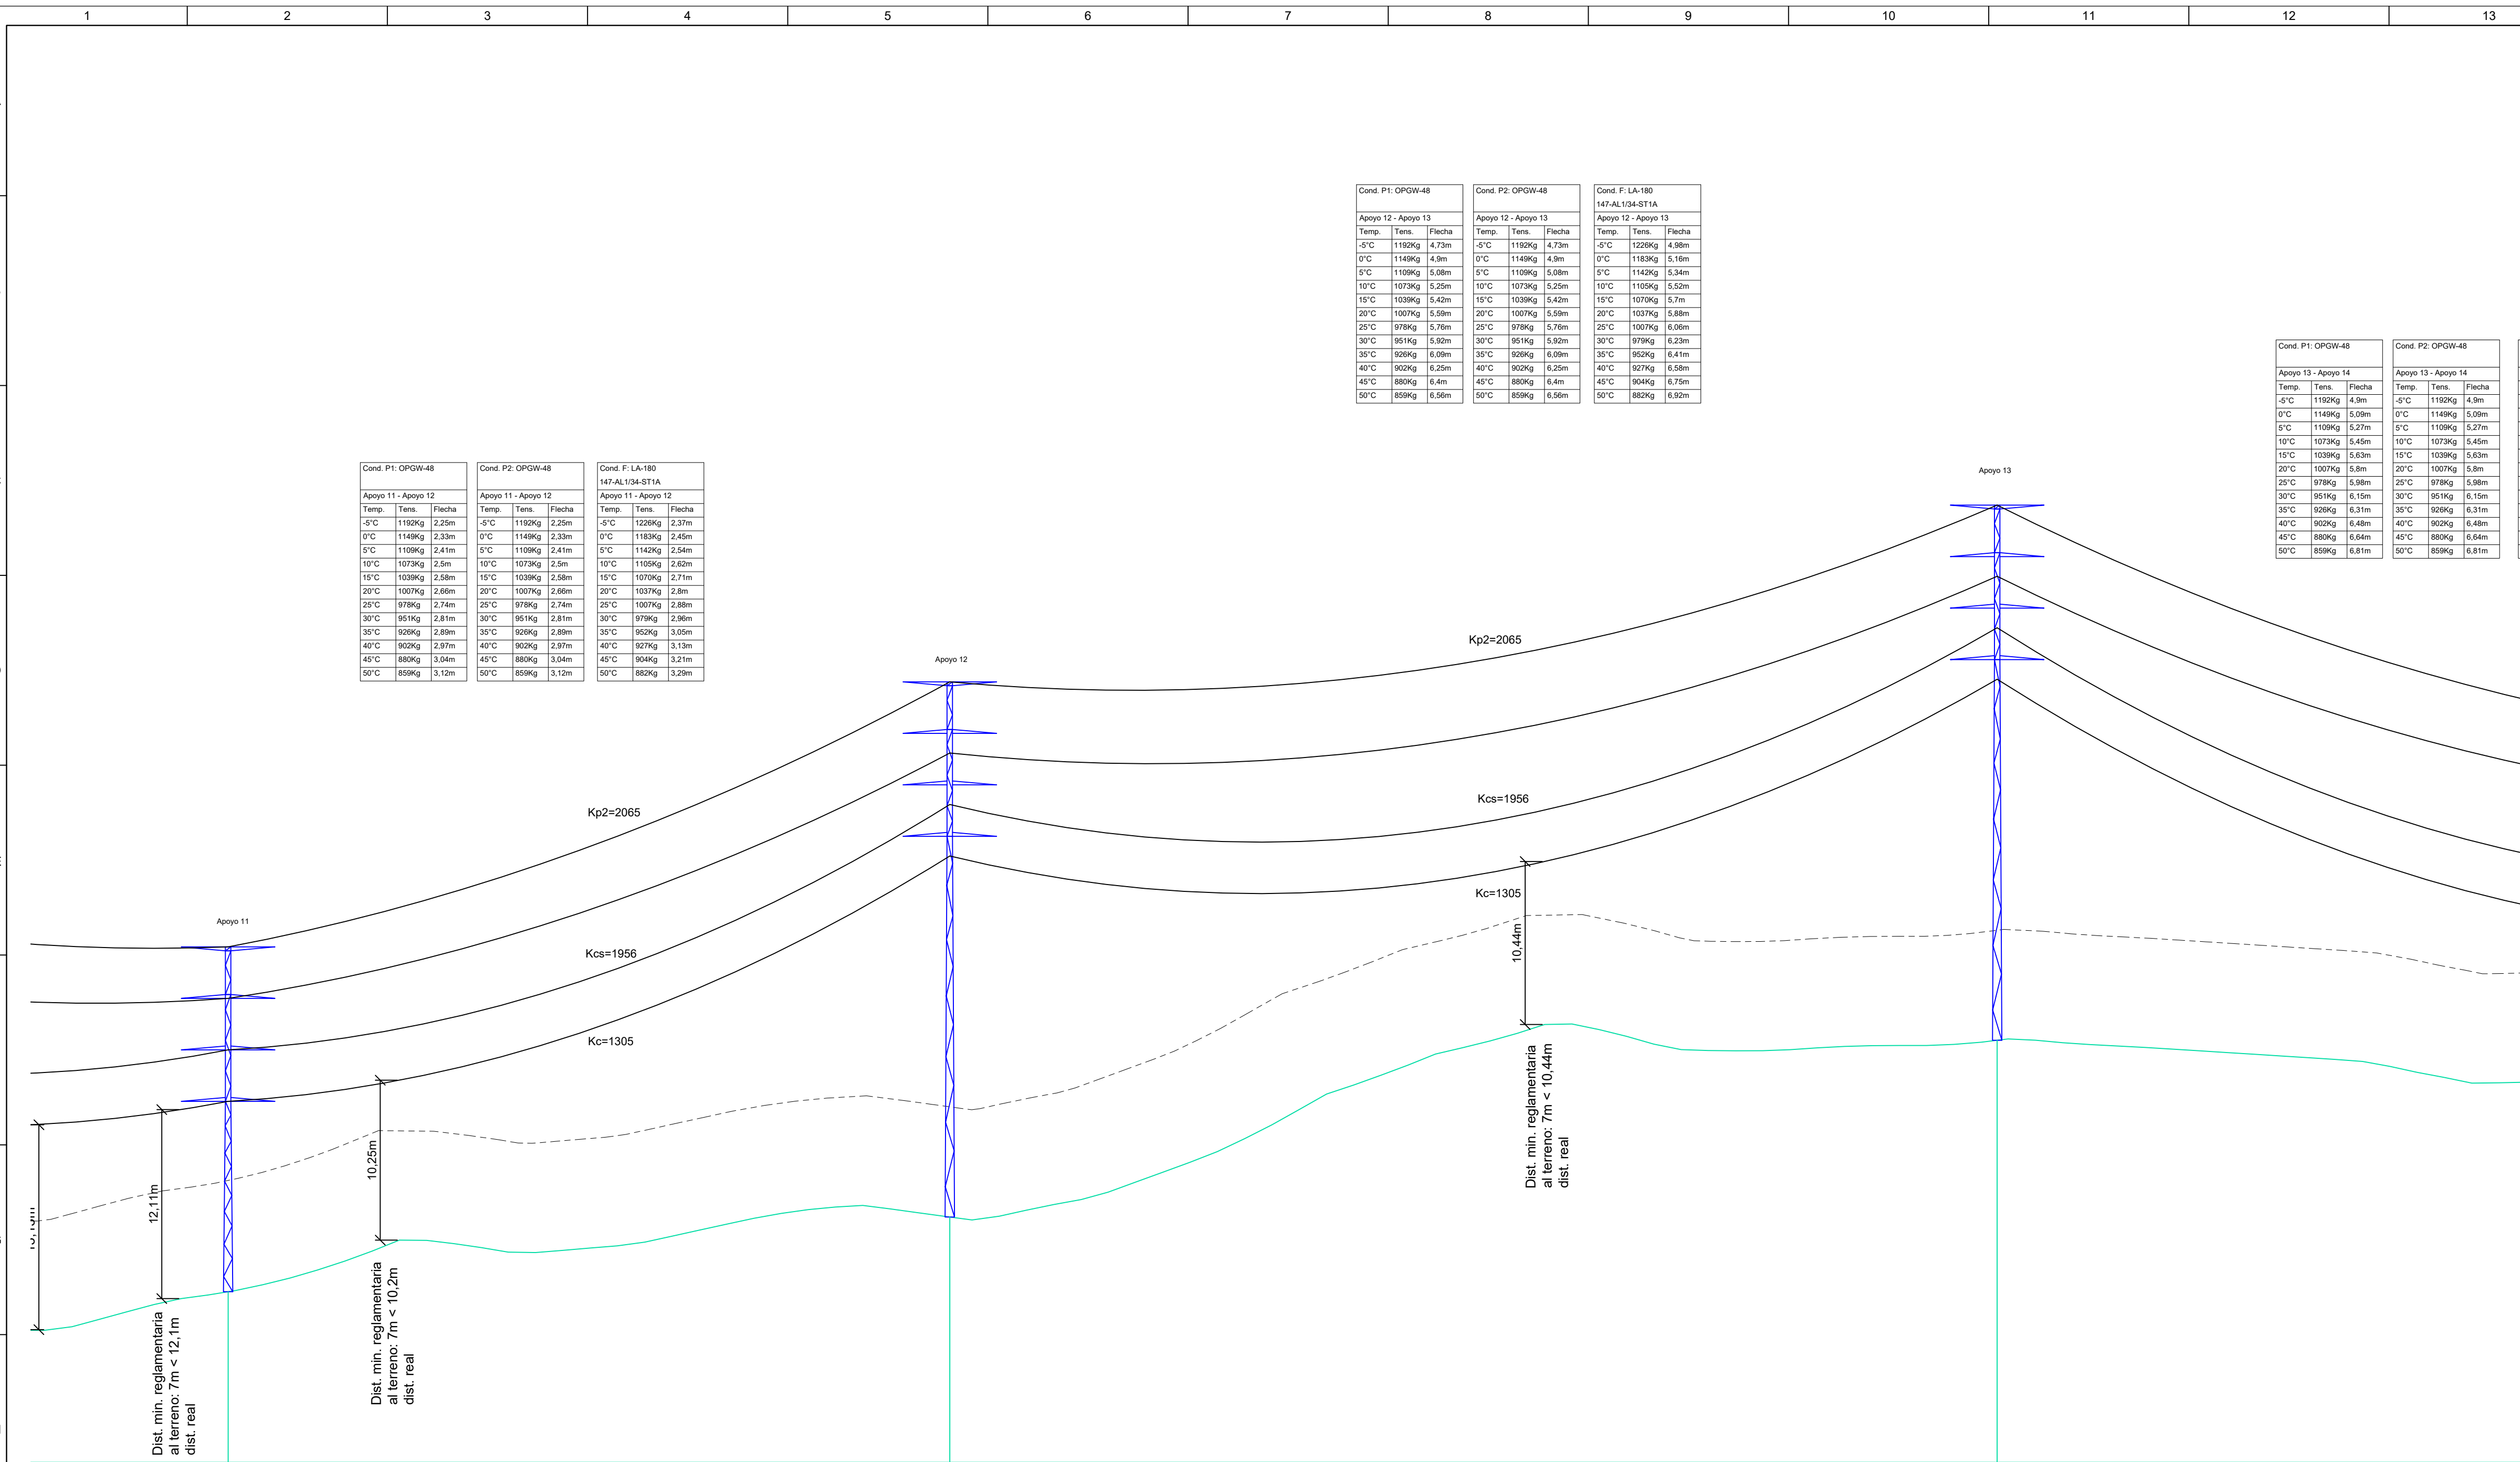 1 2 3 4 5 6 7 8 9 10 11 12 13
Cond. P1: OPGW-48
Apoyo 12 - Apoyo 13
Temp. Tens. Flecha
-5°C 1192Kg 4,73m
0°C 1149Kg 4,9m
5°C 1109Kg 5,08m
10°C 1073Kg 5,25m
15°C 1039Kg 5,42m
20°C 1007Kg 5,59m
25°C 978Kg 5,76m
30°C 951Kg 5,92m
35°C 926Kg 6,09m
40°C 902Kg 6,25m
45°C 880Kg 6,4m
50°C 859Kg 6,56m
Cond. P2: OPGW-48
Apoyo 12 - Apoyo 13
Temp. Tens. Flecha
-5°C 1192Kg 4,73m
0°C 1149Kg 4,9m
5°C 1109Kg 5,08m
10°C 1073Kg 5,25m
15°C 1039Kg 5,42m
20°C 1007Kg 5,59m
25°C 978Kg 5,76m
30°C 951Kg 5,92m
35°C 926Kg 6,09m
40°C 902Kg 6,25m
45°C 880Kg 6,4m
50°C 859Kg 6,56m
Cond. F: LA-180
147-AL1/34-ST1A
Apoyo 12 - Apoyo 13
Temp. Tens. Flecha
-5°C 1226Kg 4,98m
0°C 1183Kg 5,16m
5°C 1142Kg 5,34m
10°C 1105Kg 5,52m
15°C 1070Kg 5,7m
20°C 1037Kg 5,88m
25°C 1007Kg 6,06m
30°C 979Kg 6,23m
35°C 952Kg 6,41m
40°C 927Kg 6,58m
45°C 904Kg 6,75m
50°C 882Kg 6,92m
Cond. P1: OPGW-48
Apoyo 13 - Apoyo 14
Temp. Tens. Flecha
-5°C 1192Kg 4,9m
0°C 1149Kg 5,09m
5°C 1109Kg 5,27m
10°C 1073Kg 5,45m
15°C 1039Kg 5,63m
20°C 1007Kg 5,8m
25°C 978Kg 5,98m
30°C 951Kg 6,15m
35°C 926Kg 6,31m
40°C 902Kg 6,48m
45°C 880Kg 6,64m
50°C 859Kg 6,81m
Cond. P2: OPGW-48
Apoyo 13 - Apoyo 14
Temp. Tens. Flecha
-5°C 1192Kg 4,9m
0°C 1149Kg 5,09m
5°C 1109Kg 5,27m
10°C 1073Kg 5,45m
15°C 1039Kg 5,63m
20°C 1007Kg 5,8m
25°C 978Kg 5,98m
30°C 951Kg 6,15m
35°C 926Kg 6,31m
40°C 902Kg 6,48m
45°C 880Kg 6,64m
50°C 859Kg 6,81m
Cond. P1: OPGW-48
Apoyo 11 - Apoyo 12
Temp. Tens. Flecha
-5°C 1192Kg 2,25m
0°C 1149Kg 2,33m
5°C 1109Kg 2,41m
10°C 1073Kg 2,5m
15°C 1039Kg 2,58m
20°C 1007Kg 2,66m
25°C 978Kg 2,74m
30°C 951Kg 2,81m
35°C 926Kg 2,89m
40°C 902Kg 2,97m
45°C 880Kg 3,04m
50°C 859Kg 3,12m
Cond. P2: OPGW-48
Apoyo 11 - Apoyo 12
Temp. Tens. Flecha
-5°C 1192Kg 2,25m
0°C 1149Kg 2,33m
5°C 1109Kg 2,41m
10°C 1073Kg 2,5m
15°C 1039Kg 2,58m
20°C 1007Kg 2,66m
25°C 978Kg 2,74m
30°C 951Kg 2,81m
35°C 926Kg 2,89m
40°C 902Kg 2,97m
45°C 880Kg 3,04m
50°C 859Kg 3,12m
Cond. F: LA-180
147-AL1/34-ST1A
Apoyo 11 - Apoyo 12
Temp. Tens. Flecha
-5°C 1226Kg 2,37m
0°C 1183Kg 2,45m
5°C 1142Kg 2,54m
10°C 1105Kg 2,62m
15°C 1070Kg 2,71m
20°C 1037Kg 2,8m
25°C 1007Kg 2,88m
30°C 979Kg 2,96m
35°C 952Kg 3,05m
40°C 927Kg 3,13m
45°C 904Kg 3,21m
50°C 882Kg 3,29m
Apoyo 13
Kp2=2065
Apoyo 12
Kcs=1956
Kp2=2065
Kc=1305
Apoyo 11
10,44m
Kcs=1956
Kc=1305
10,25m
12,11m
Dist. min. reglamentaria
al terreno: 7m < 10,44m
dist. real
Dist. min. reglamentaria
al terreno: 7m < 10,2m
dist. real
Dist. min. reglamentaria
al terreno: 7m < 12,1m
dist. real